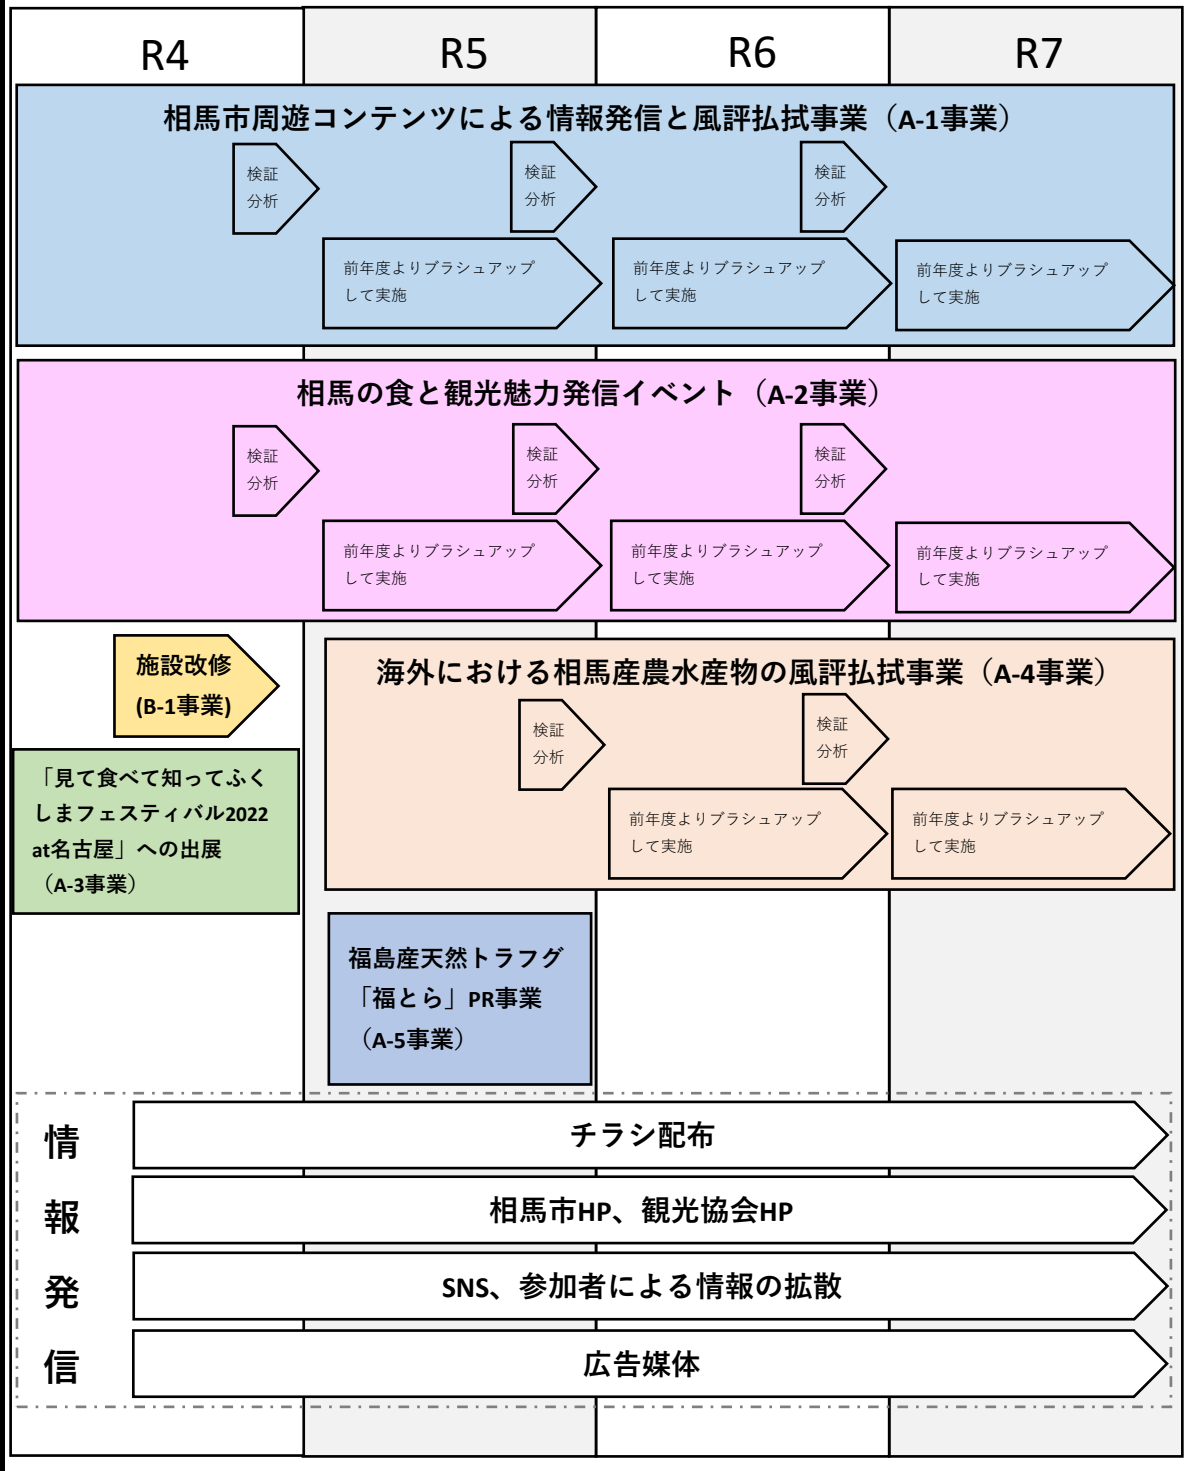 R4
R5
R6
R7
相馬市周遊コンテンツによる情報発信と風評払拭事業（A-1事業）
検証
分析
検証
分析
検証
分析
前年度よりブラシュアップ
して実施
前年度よりブラシュアップ
して実施
前年度よりブラシュアップ
して実施
相馬の食と観光魅力発信イベント（A-2事業）
検証
分析
検証
分析
検証
分析
前年度よりブラシュアップ
して実施
前年度よりブラシュアップ
して実施
前年度よりブラシュアップ
して実施
施設改修
(B-1事業)
海外における相馬産農水産物の風評払拭事業（A-4事業）
検証
分析
検証
分析
前年度よりブラシュアップ
して実施
前年度よりブラシュアップ
して実施
「見て食べて知ってふく
しまフェスティバル2022
at名古屋」への出展
（A-3事業）
福島産天然トラフグ
「福とら」PR事業
（A-5事業）
情
報
発
信
チラシ配布
相馬市HP、観光協会HP
SNS、参加者による情報の拡散
広告媒体